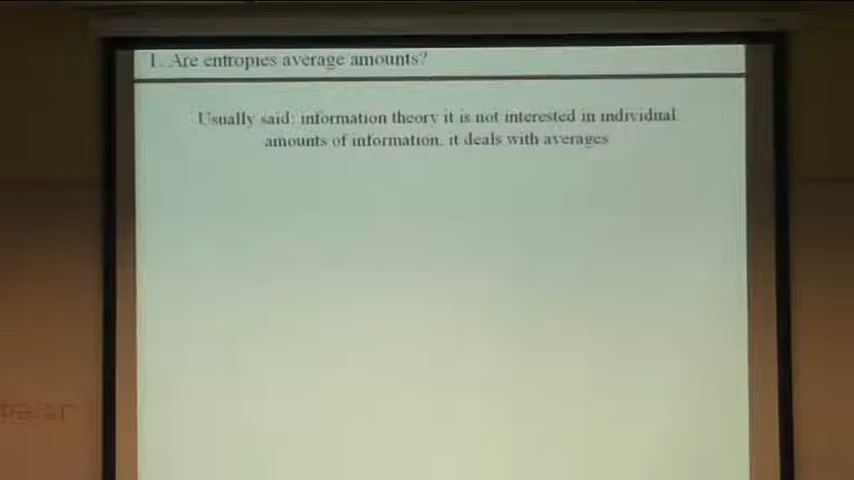 1. Are entropies average amounts?
Usually said: information theory it is not interested in individual
amounts of information, it deals with averages